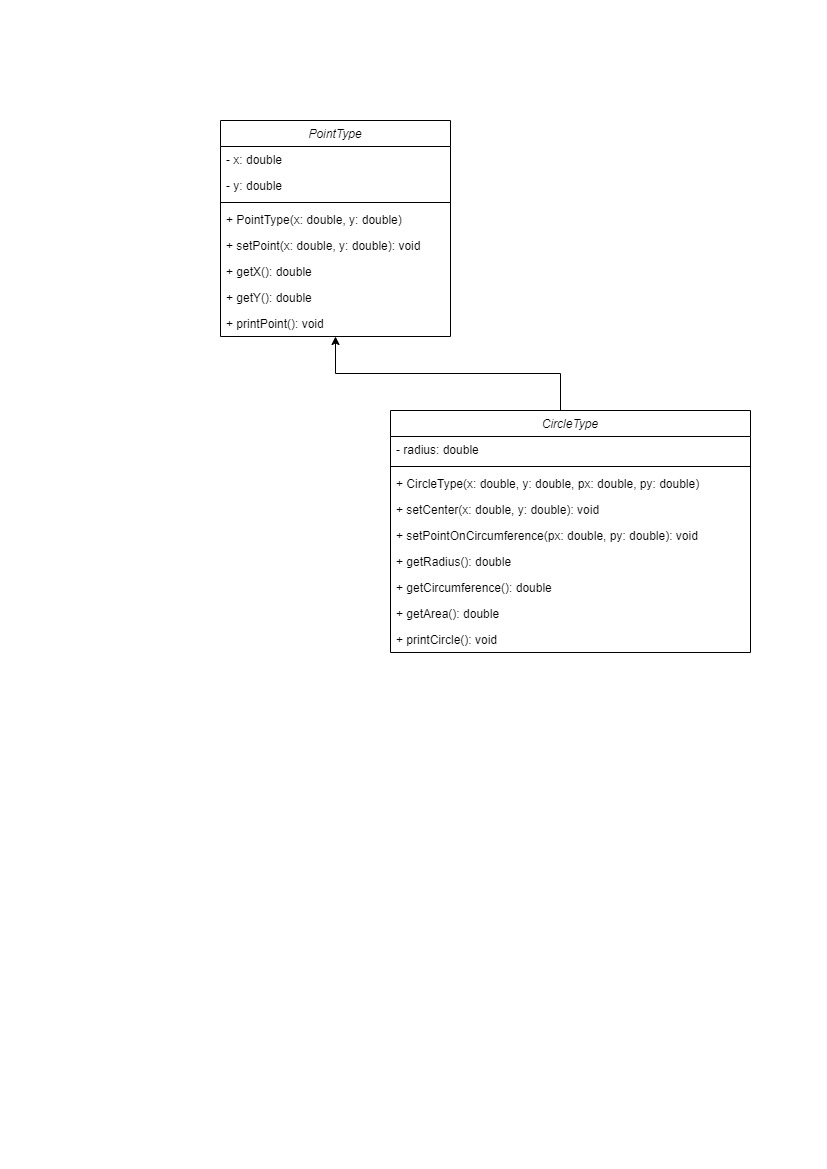 PointType
- x: double
- y: double
+ PointType(x: double, y: double)
+ setPoint(x: double, y: double): void
+ getX(): double
+ getY(): double
+ printPoint(): void
CircleType
- radius: double
+ CircleType(x: double, y: double, px: double, py: double)
+ setCenter(x: double, y: double): void
+ setPointOnCircumference(px: double, py: double): void
+ getRadius(): double
+ getCircumference(): double
+ getArea(): double
+ printCircle(): void